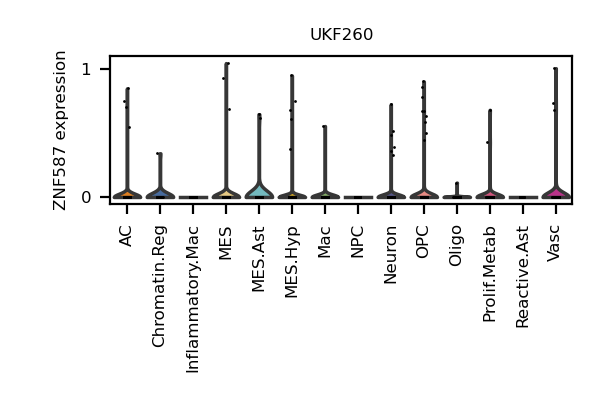 UKF260
ZNF587 expression
1
0
AC
Chromatin.Reg
Inflammatory.Mac
MES
MES.Ast
MES.Hyp
Mac
NPC
Neuron
OPC
Oligo
Prolif.Metab
Reactive.Ast
Vasc